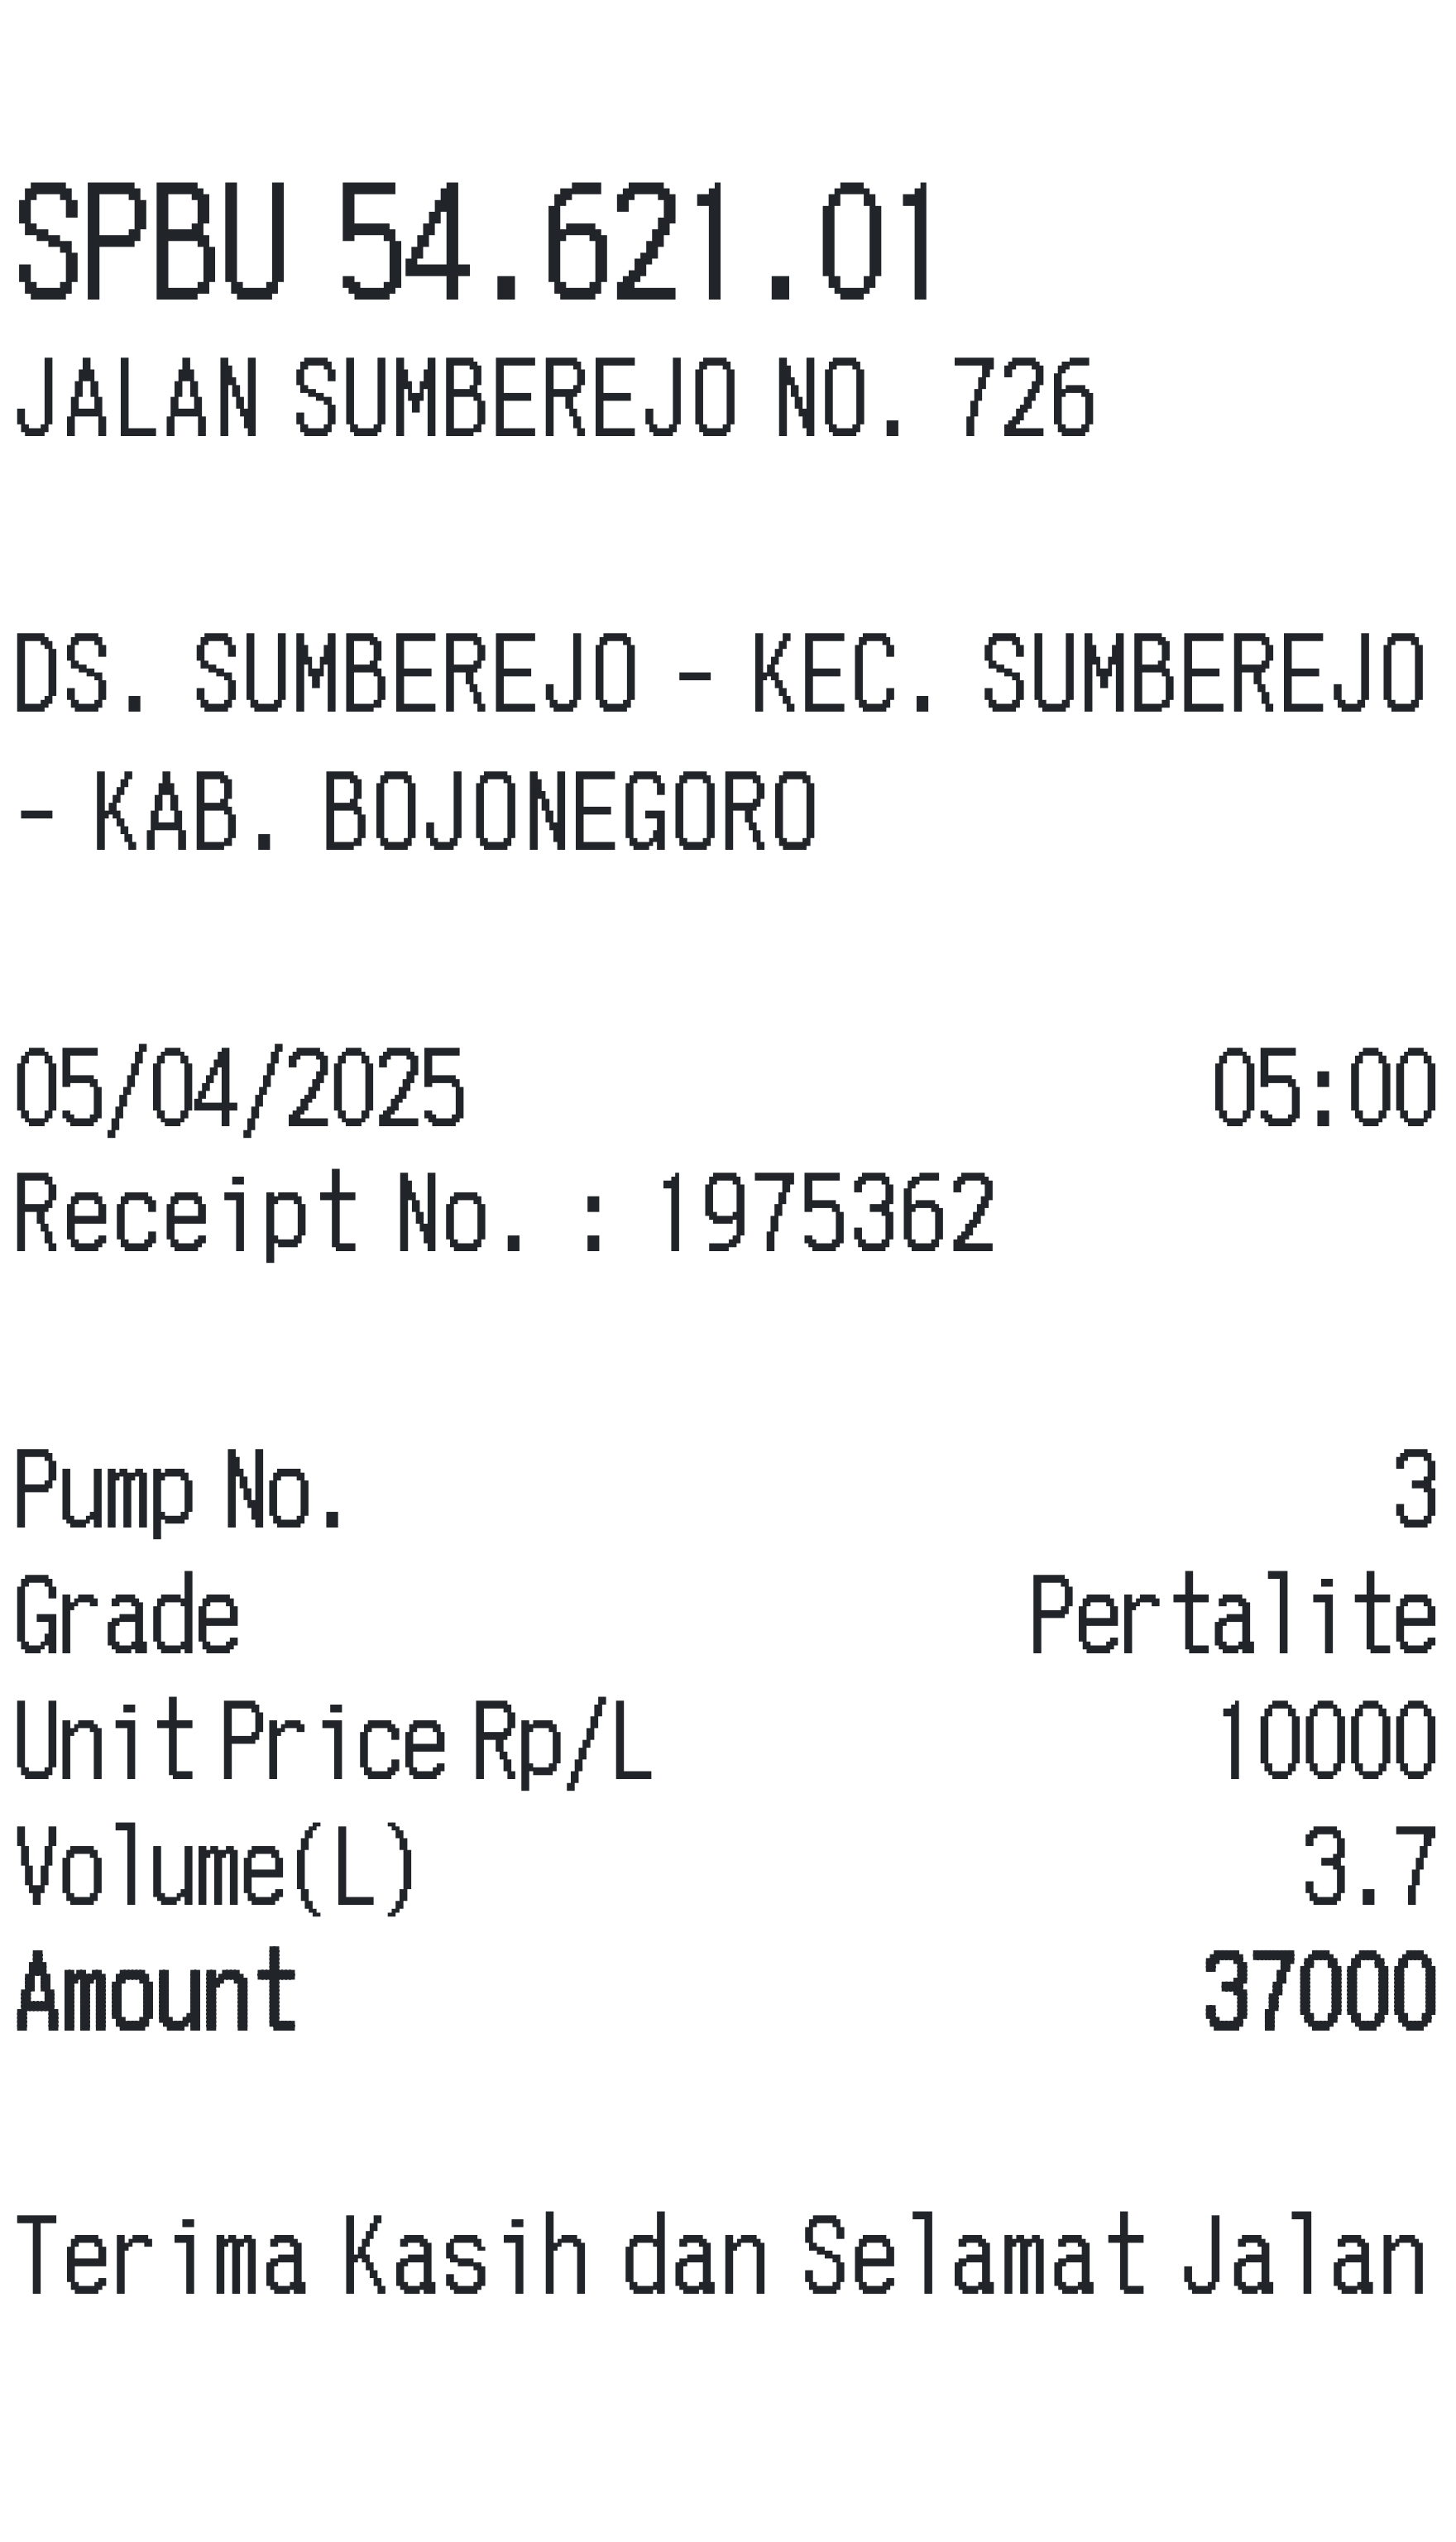 SPBU 54.621.01
JALAN SUMBEREJO NO. 726
DS. SUMBEREJO - KEC. SUMBEREJO
- KAB. BOJONEGORO
05/04/2025 05:00
Receipt No. : 1975362
Pump No. 3
Grade Pertalite
Unit Price Rp/L 10000
Volume(L) 3.7
Amount 37000
Terima Kasih dan Selamat Jalan